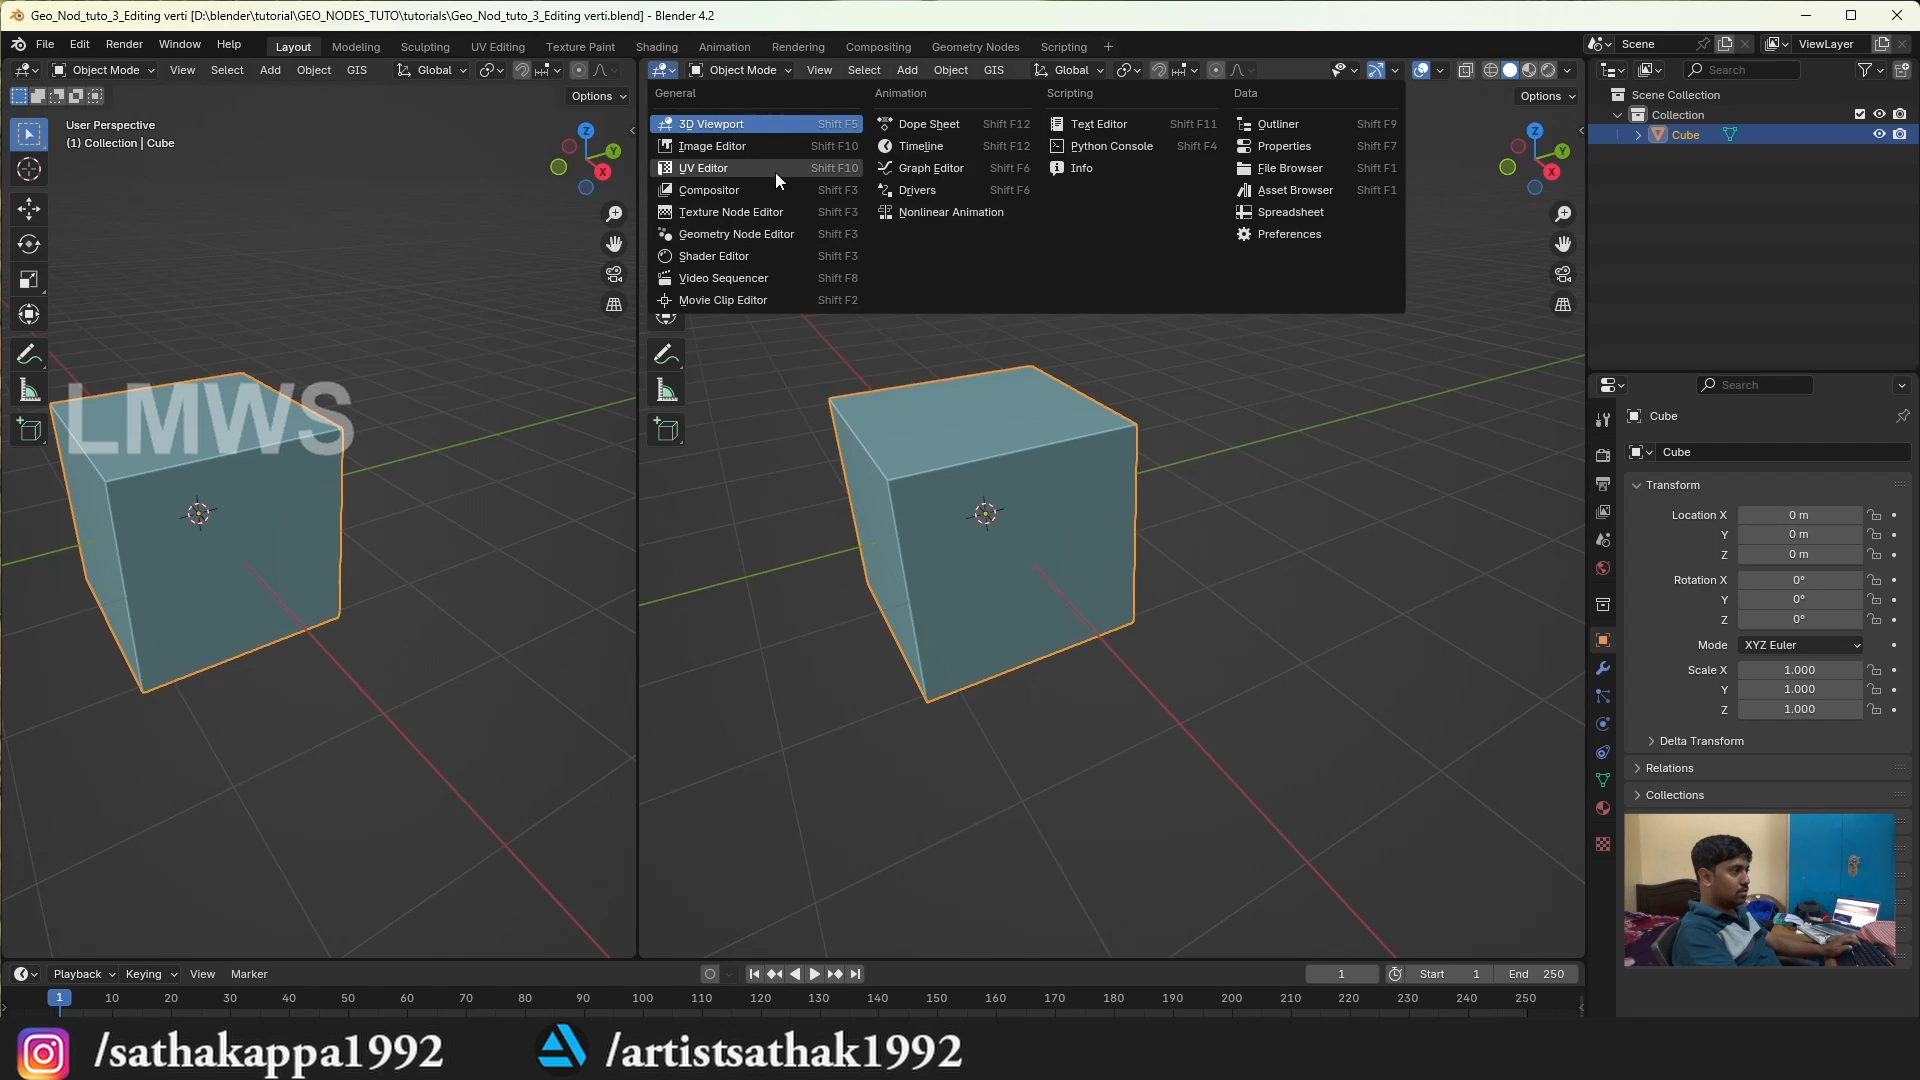 Geo_Nod_tuto_3_Editing verti [D:\blender\tutorial\GEO_NODES_TUTO\tutorials\Geo_Nod_tuto_3_Editing verti.blend] - Blender 4.2
File Edit Render Window Help Layout Modeling Sculpting UV Editing Texture Paint Shading Animation Rendering Compositing Geometry Nodes Scripting + Scene ViewLayer
Object Mode View Select Add Object GIS Global
Object Mode View Select Add Object GIS Global
Search
Options
Options
User Perspective
(1) Collection | Cube
General
3D Viewport Shift F5
Image Editor Shift F10
UV Editor Shift F10
Compositor Shift F3
Texture Node Editor Shift F3
Geometry Node Editor Shift F3
Shader Editor Shift F3
Video Sequencer Shift F8
Movie Clip Editor Shift F2
Animation
Dope Sheet Shift F12
Timeline Shift F12
Graph Editor Shift F6
Drivers Shift F6
Nonlinear Animation
Scripting
Text Editor Shift F11
Python Console Shift F4
Info
Data
Outliner Shift F9
Properties Shift F7
File Browser Shift F1
Asset Browser Shift F1
Spreadsheet
Preferences
Z
Y
X
Z
Y
X
LMWS
Scene Collection
Collection
Cube
Search
Cube
Cube
Transform
Location X 0 m
Y 0 m
Z 0 m
Rotation X 0°
Y 0°
Z 0°
Mode XYZ Euler
Scale X 1.000
Y 1.000
Z 1.000
Delta Transform
Relations
Collections
Playback Keying View Marker 1 Start 1 End 250
1 10 20 30 40 50 60 70 80 90 100 110 120 130 140 150 160 170 180 190 200 210 220 230 240 250
/sathakappa1992 /artistsathak1992